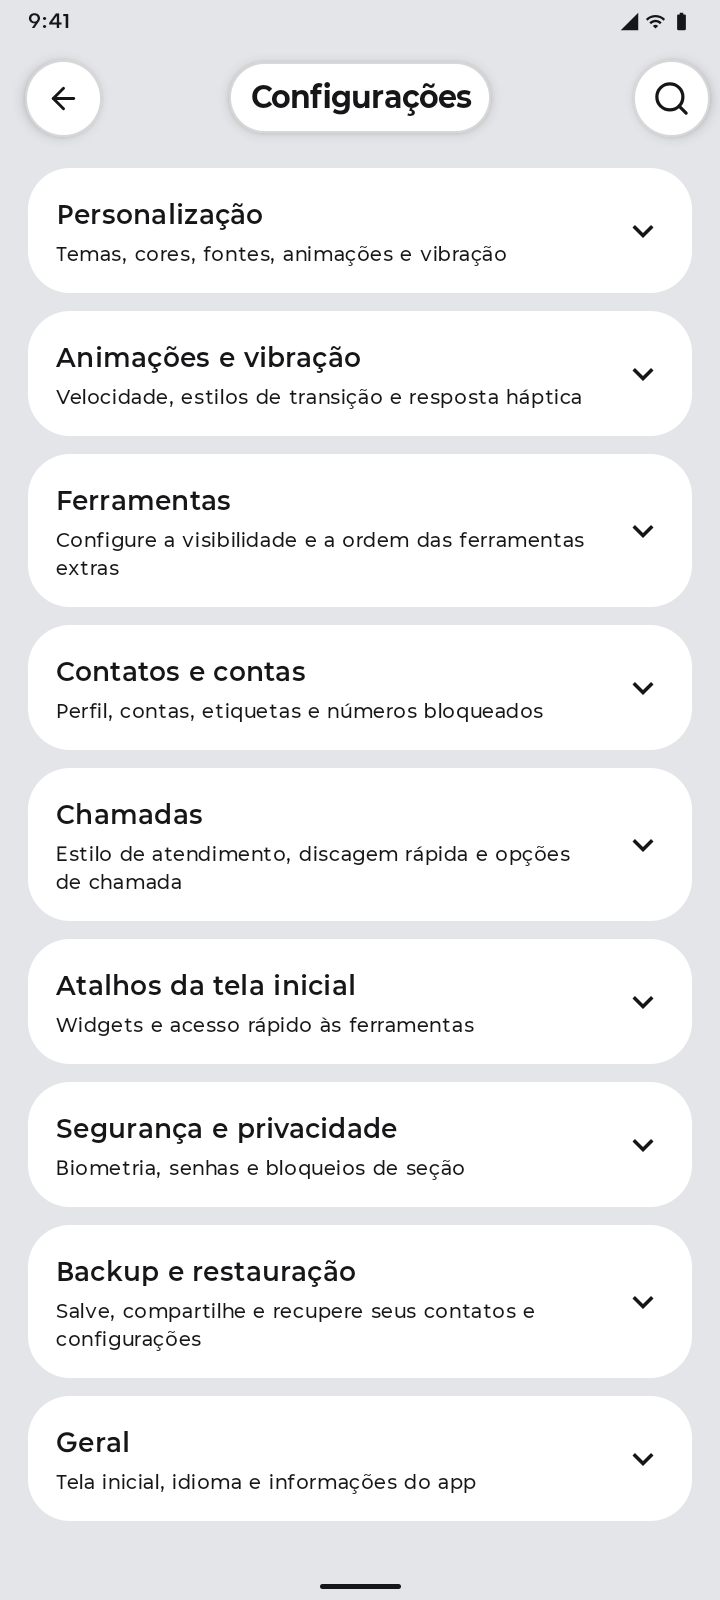 9:41
Configurações
Personalização
Temas, cores, fontes, animações e vibração
Animações e vibração
Velocidade, estilos de transição e resposta háptica
Ferramentas
Configure a visibilidade e a ordem das ferramentas
extras
Contatos e contas
Perfil, contas, etiquetas e números bloqueados
Chamadas
Estilo de atendimento, discagem rápida e opções
de chamada
Atalhos da tela inicial
Widgets e acesso rápido às ferramentas
Segurança e privacidade
Biometria, senhas e bloqueios de seção
Backup e restauração
Salve, compartilhe e recupere seus contatos e
configurações
Geral
Tela inicial, idioma e informações do app